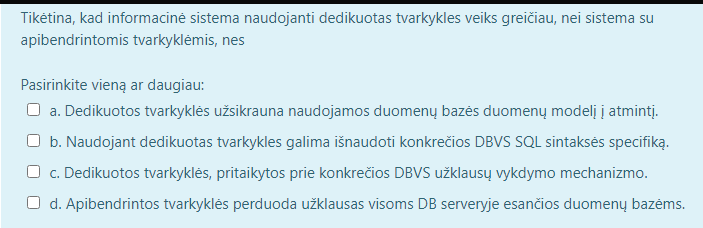 Tikėtina, kad informacinė sistema naudojanti dedikuotas tvarkykles veiks greičiau, nei sistema su
apibendrintomis tvarkyklėmis, nes
Pasirinkite vieną ar daugiau:
a. Dedikuotos tvarkyklės užsikrauna naudojamos duomenų bazės duomenų modelį į atmintį.
b. Naudojant dedikuotas tvarkykles galima išnaudoti konkrečios DBVS SQL sintaksės specifiką.
c. Dedikuotos tvarkyklės, pritaikytos prie konkrečios DBVS užklausų vykdymo mechanizmo.
d. Apibendrintos tvarkyklės perduoda užklausas visoms DB serveryje esančios duomenų bazėms.